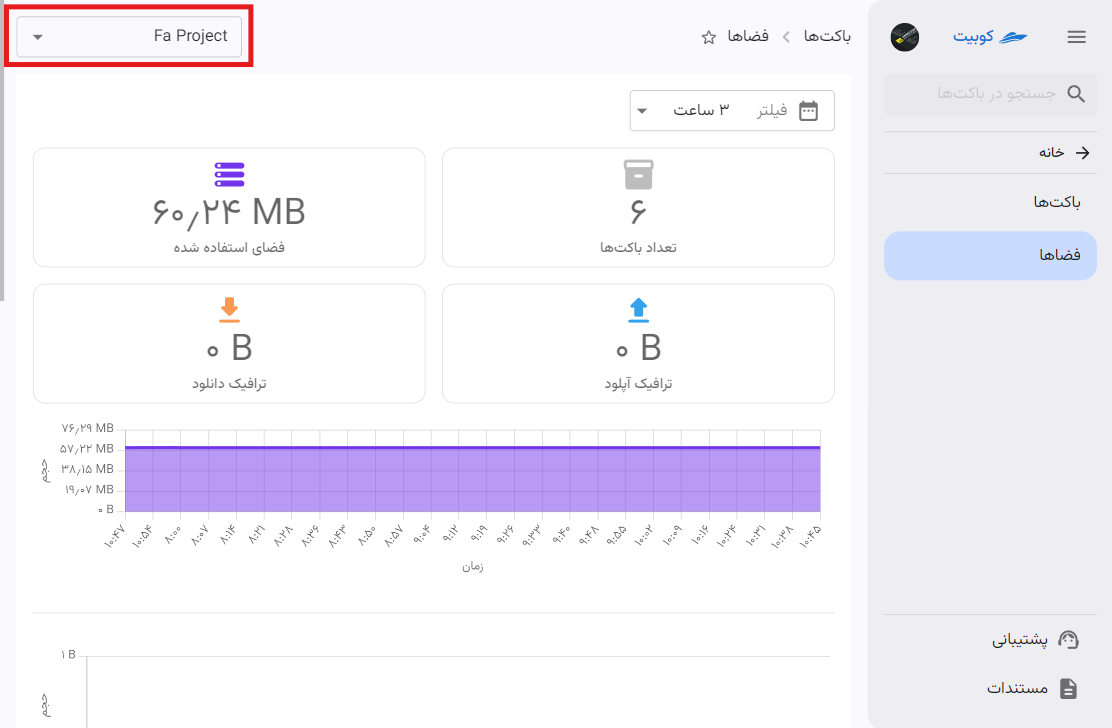 کوبیت
جستجو در باکت‌ها
خانه
باکت‌ها
فضاها
پشتیبانی
مستندات
باکت‌ها
فضاها
Fa Project
فیلتر
۳ ساعت
۶
تعداد باکت‌ها
۶۰٫۲۴ MB
فضای استفاده شده
۰ B
ترافیک آپلود
۰ B
ترافیک دانلود
حجم
۷۶٫۲۹ MB
۵۷٫۲۲ MB
۳۸٫۱۵ MB
۱۹٫۰۷ MB
۰ B
۱۰:۴۷
۱۰:۵۴
۸:۰۰
۸:۰۷
۸:۱۴
۸:۲۱
۸:۲۸
۸:۳۶
۸:۴۳
۸:۵۰
۸:۵۷
۹:۰۴
۹:۱۲
۹:۱۹
۹:۲۶
۹:۳۳
۹:۴۰
۹:۴۸
۹:۵۵
۱۰:۰۲
۱۰:۰۹
۱۰:۱۶
۱۰:۲۴
۱۰:۳۱
۱۰:۳۸
۱۰:۴۵
زمان
۱ B
حجم